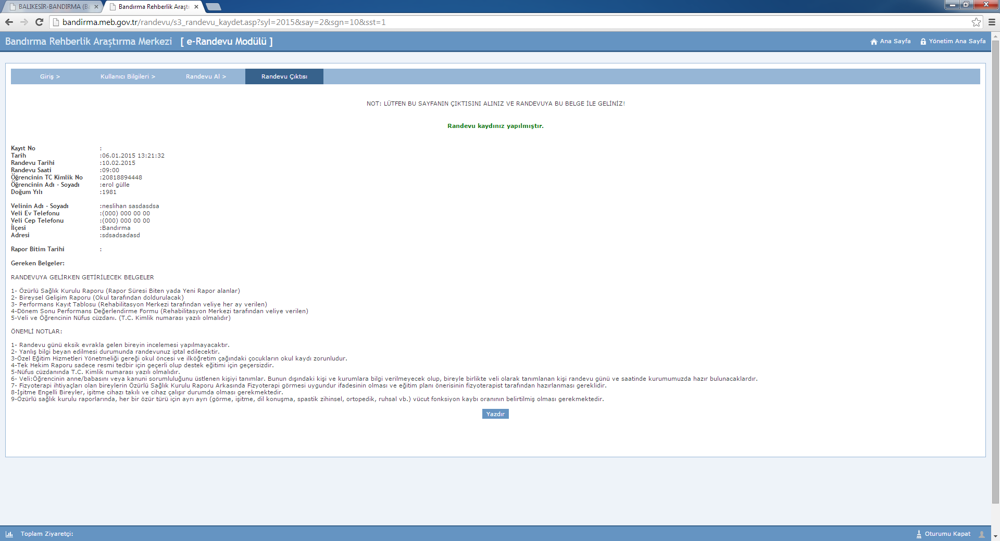 BALIKESİR-BANDIRMA (Ba
Bandırma Rehberlik Araştı
bandirma.meb.gov.tr/randevu/s3_randevu_kaydet.asp?syl=2015&say=2&sgn=10&sst=1
Bandırma Rehberlik Araştırma Merkezi [ e-Randevu Modülü ]
Ana Sayfa
Yönetim Ana Sayfa
Giriş >
Kullanıcı Bilgileri >
Randevu Al >
Randevu Çıktısı
NOT: LÜTFEN BU SAYFANIN ÇIKTISINI ALINIZ VE RANDEVUYA BU BELGE İLE GELİNİZ!
Randevu kaydınız yapılmıştır.
Kayıt No :
Tarih :06.01.2015 13:21:32
Randevu Tarihi :10.02.2015
Randevu Saati :09:00
Öğrencinin TC Kimlik No :20818894448
Öğrencinin Adı - Soyadı :erol gülle
Doğum Yılı :1981
Velinin Adı - Soyadı :neslihan sasdasdsa
Veli Ev Telefonu :(000) 000 00 00
Veli Cep Telefonu :(000) 000 00 00
İlçesi :Bandırma
Adresi :sdsadsadasd
Rapor Bitim Tarihi :
Gereken Belgeler:
RANDEVUYA GELİRKEN GETİRİLECEK BELGELER
1- Özürlü Sağlık Kurulu Raporu (Rapor Süresi Biten yada Yeni Rapor alanlar)
2- Bireysel Gelişim Raporu (Okul tarafından doldurulacak)
3- Performans Kayıt Tablosu (Rehabilitasyon Merkezi tarafından veliye her ay verilen)
4-Dönem Sonu Performans Değerlendirme Formu (Rehabilitasyon Merkezi tarafından veliye verilen)
5-Veli ve Öğrencinin Nüfus cüzdanı. (T.C. Kimlik numarası yazılı olmalıdır)
ÖNEMLİ NOTLAR:
1- Randevu günü eksik evrakla gelen bireyin incelemesi yapılmayacaktır.
2- Yanlış bilgi beyan edilmesi durumunda randevunuz iptal edilecektir.
3-Özel Eğitim Hizmetleri Yönetmeliği gereği okul öncesi ve ilköğretim çağındaki çocukların okul kaydı zorunludur.
4-Tek Hekim Raporu sadece resmi tedbir için geçerli olup destek eğitimi için geçersizdir.
5-Nüfus cüzdanında T.C. Kimlik numarası yazılı olmalıdır.
6- Veli:Öğrencinin anne/babasını veya kanuni sorumluluğunu üstlenen kişiyi tanımlar. Bunun dışındaki kişi ve kurumlara bilgi verilmeyecek olup, bireyle birlikte veli olarak tanımlanan kişi randevu günü ve saatinde kurumumuzda hazır bulunacaklardır.
7- Fizyoterapi ihtiyaçları olan bireylerin Özürlü Sağlık Kurulu Raporu Arkasında Fizyoterapi görmesi uygundur ifadesinin olması ve eğitim planı önerisinin fizyoterapist tarafından hazırlanması gereklidir.
8-İşitme Engelli Bireyler, işitme cihazı takılı ve cihaz çalışır durumda olması gerekmektedir.
9-Özürlü sağlık kurulu raporlarında, her bir özür türü için ayrı ayrı (görme, işitme, dil konuşma, spastik zihinsel, ortopedik, ruhsal vb.) vücut fonksiyon kaybı oranının belirtilmiş olması gerekmektedir.
Yazdır
Toplam Ziyaretçi:
Oturumu Kapat